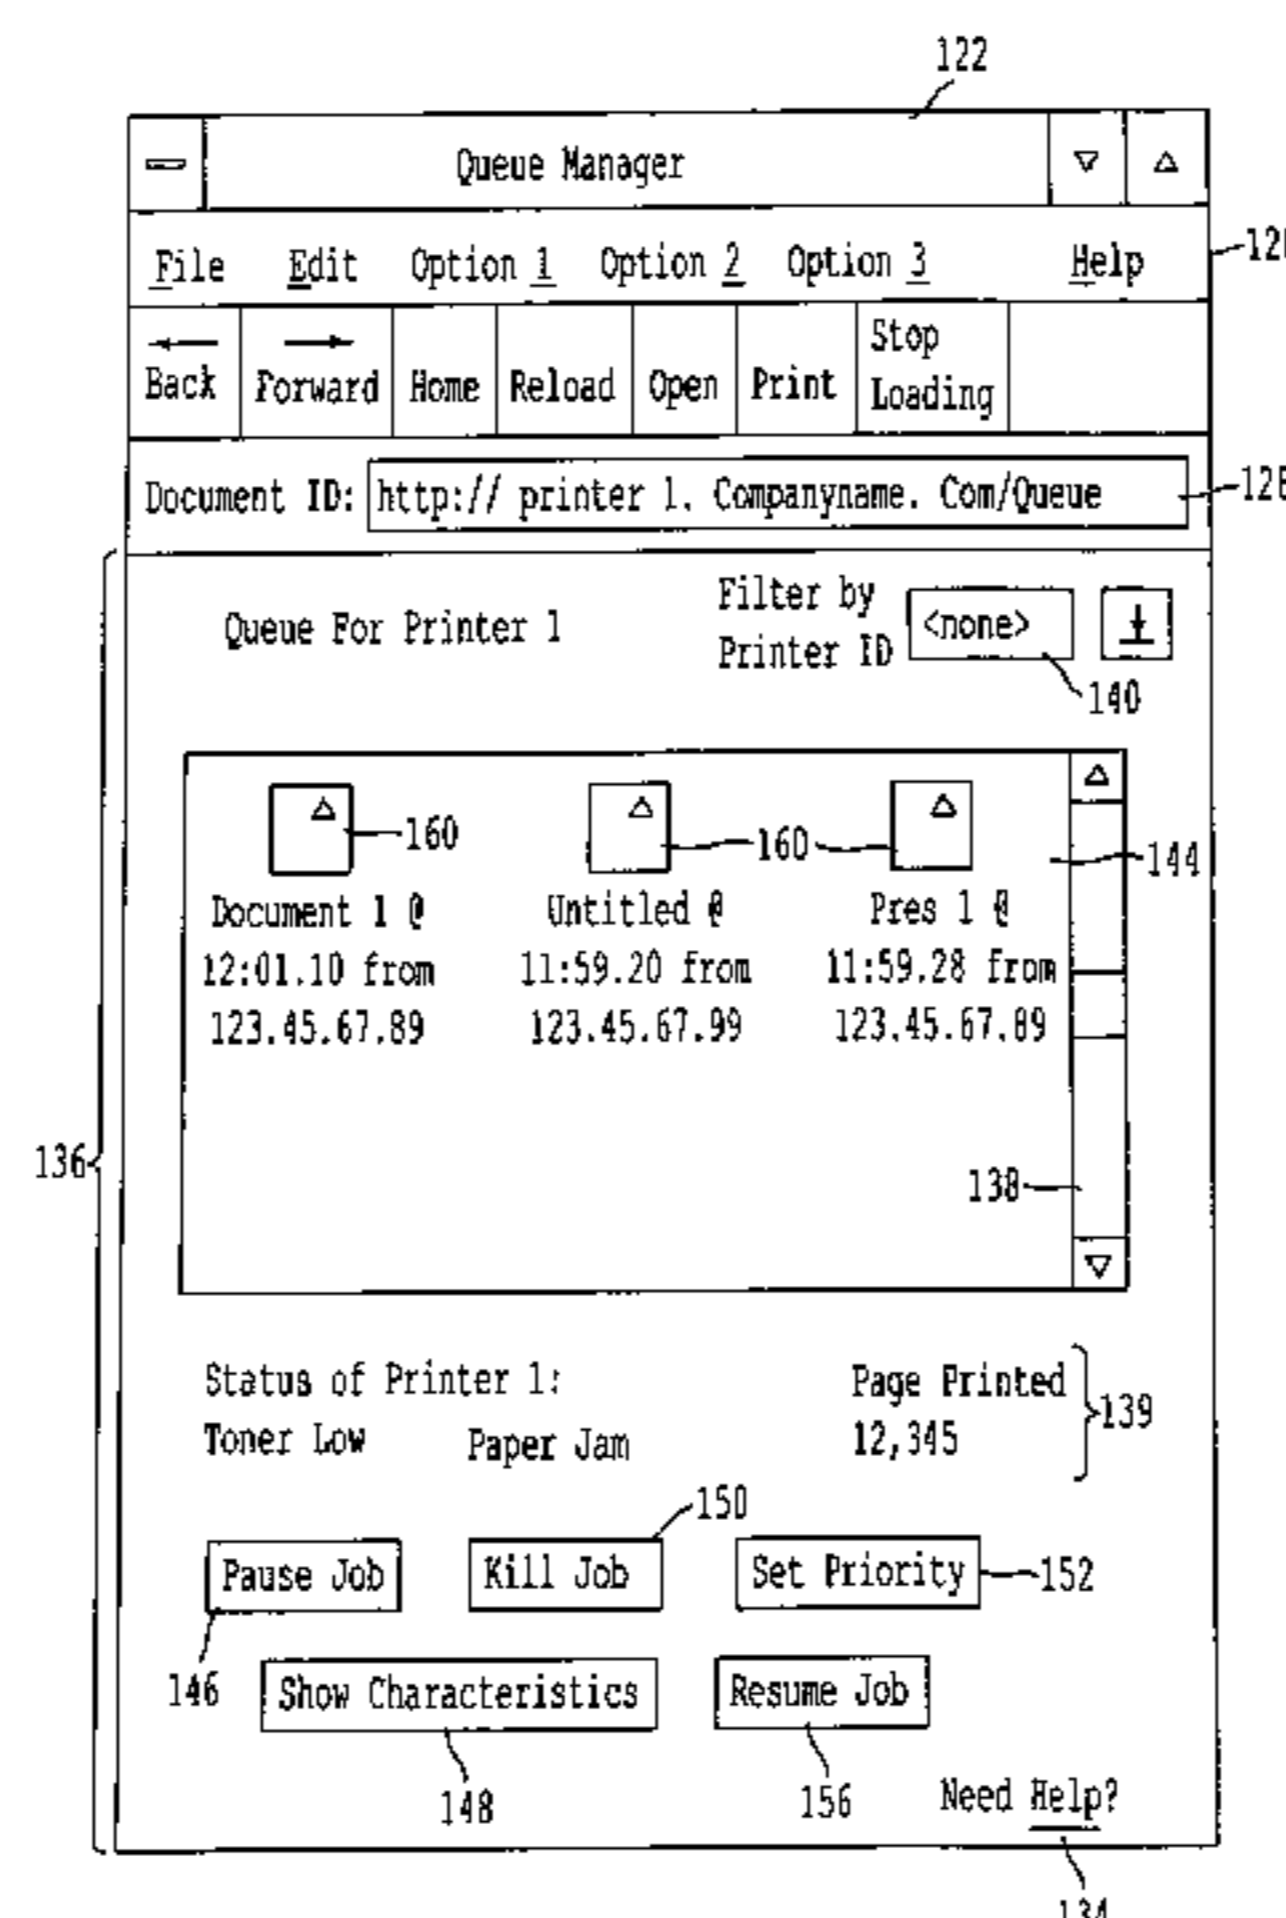 122
Queue Manager
File Edit Option 1 Option 2 Option 3 Help
Back Forward Home Reload Open Print Stop Loading
Document ID: http:// printer 1. Companyname. Com/Queue
Queue For Printer 1
Filter by
Printer ID
<none>
140
160
160
144
Document 1 @
12:01.10 from
123.45.67.89
Untitled @
11:59.20 from
123.45.67.99
Pres 1 @
11:59.28 from
123.45.67.89
136
138
Status of Printer 1:
Toner Low Paper Jam
Page Printed
12,345
139
150
Pause Job Kill Job Set Priority 152
146 Show Characteristics Resume Job
148 156
Need Help?
134